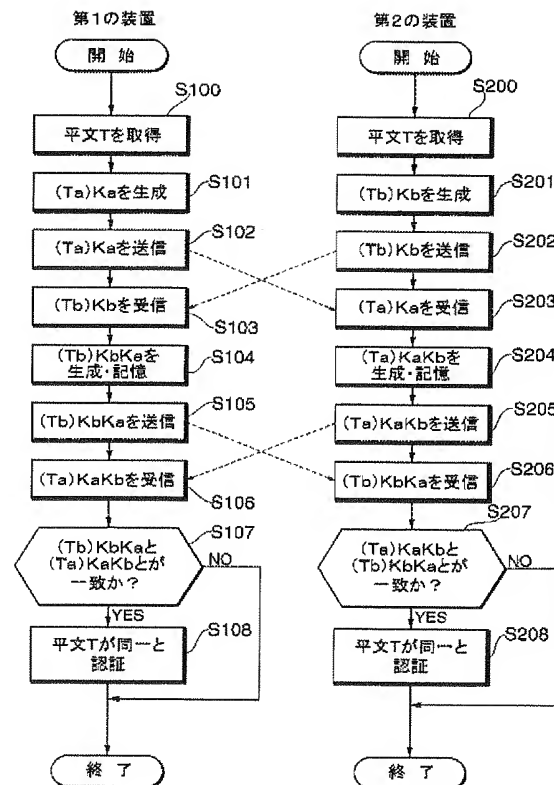 第1の装置
開 始
S100
平文Tを取得
S101
(Ta)Kaを生成
S102
(Ta)Kaを送信
(Tb)Kbを受信
S103
(Tb)KbKaを
生成・記憶
S104
S105
(Tb)KbKaを送信
(Ta)KaKbを受信
S106
S107
(Tb)KbKaと
(Ta)KaKbとが
一致か?
NO
YES
S108
平文Tが同一と
認証
終 了
第2の装置
開 始
S200
平文Tを取得
S201
(Tb)Kbを生成
S202
(Tb)Kbを送信
(Ta)Kaを受信
S203
(Ta)KaKbを
生成・記憶
S204
S205
(Ta)KaKbを送信
(Tb)KbKaを受信
S206
S207
(Ta)KaKbと
(Tb)KbKaとが
一致か?
NO
YES
S208
平文Tが同一と
認証
終 了